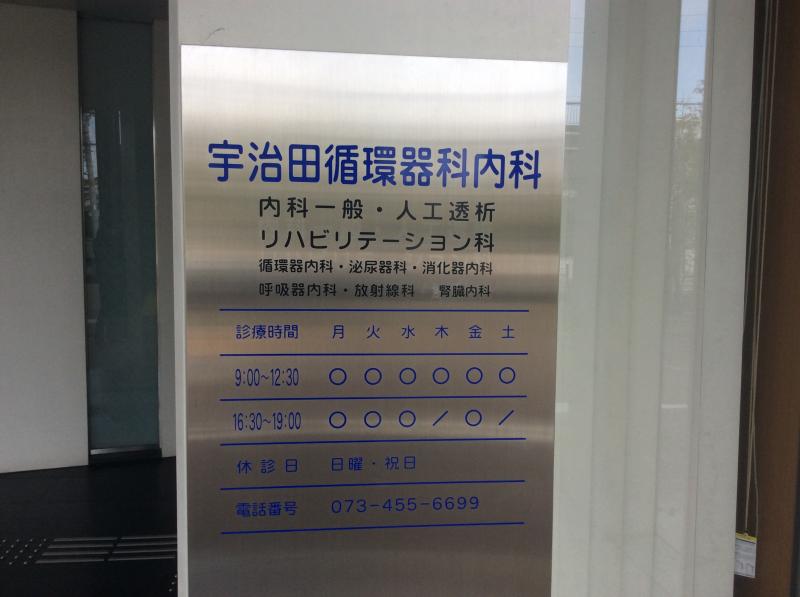 宇治田循環器科内科
内科一般・人工透析
リハビリテーション科
循環器内科・泌尿器科・消化器内科
呼吸器内科・放射線科 腎臓内科
診療時間 月 火 水 木 金 土
9:00~12:30 ○ ○ ○ ○ ○ ○
16:30~19:00 ○ ○ ○ / ○ /
休診日 日曜・祝日
電話番号 073-455-6699